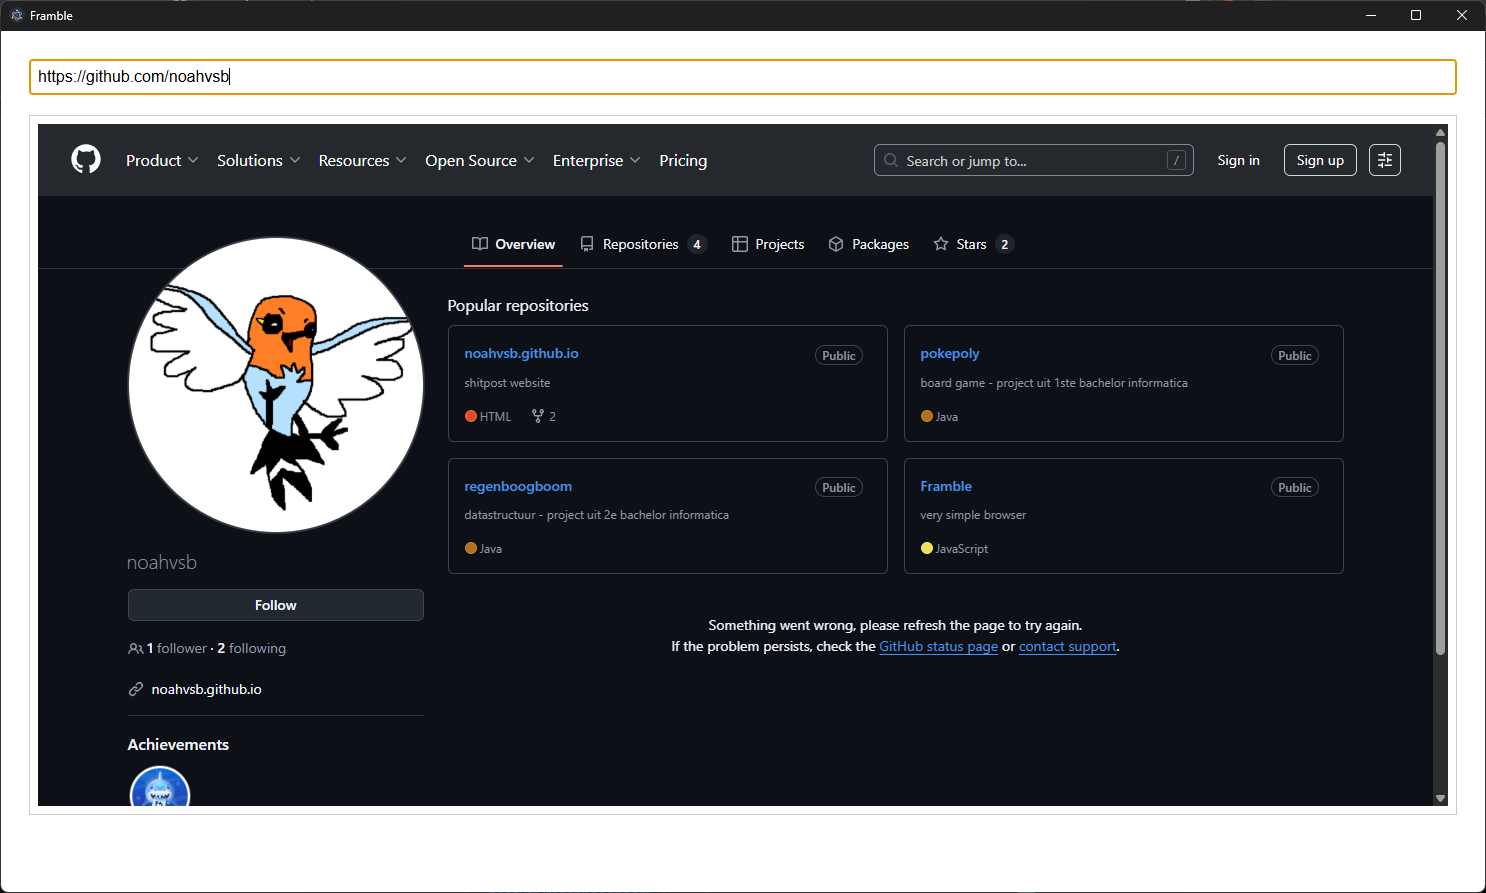 Framble
https://github.com/noahvsb
Product
Solutions
Resources
Open Source
Enterprise
Pricing
Search or jump to...
/
Sign in
Sign up
Overview
Repositories 4
Projects
Packages
Stars 2
noahvsb
Follow
1 follower · 2 following
noahvsb.github.io
Achievements
Popular repositories
noahvsb.github.io
Public
shitpost website
HTML
2
pokepoly
Public
board game - project uit 1ste bachelor informatica
Java
regenboogboom
Public
datastructuur - project uit 2e bachelor informatica
Java
Framble
Public
very simple browser
JavaScript
Something went wrong, please refresh the page to try again.
If the problem persists, check the GitHub status page or contact support.